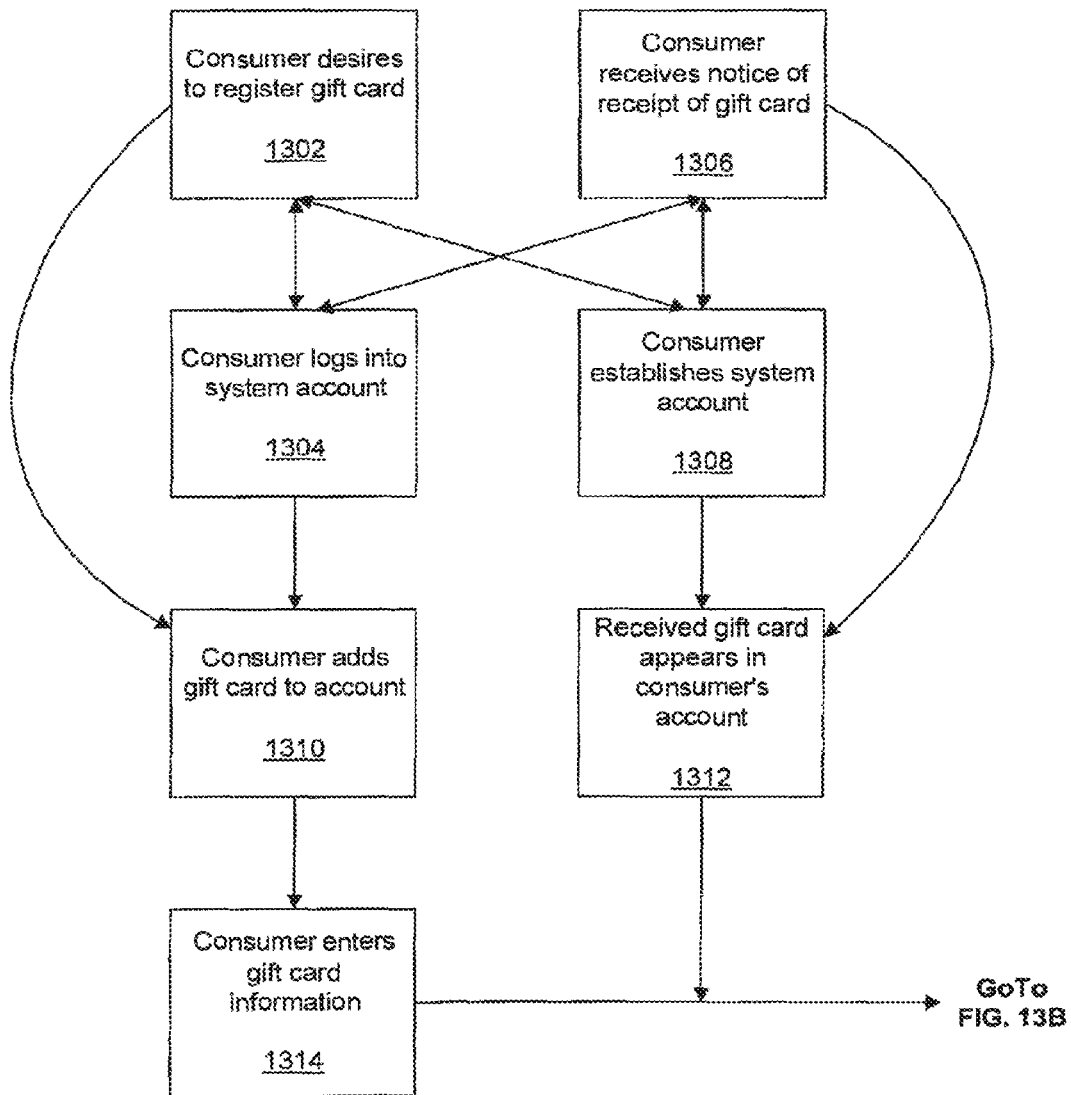 Consumer desires
to register gift card
1302
Consumer
receives notice of
receipt of gift card
1306
Consumer logs into
system account
1304
Consumer
establishes system
account
1308
Consumer adds
gift card to account
1310
Received gift card
appears in
consumer's
account
1312
Consumer enters
gift card
information
1314
GoTo
FIG. 13B